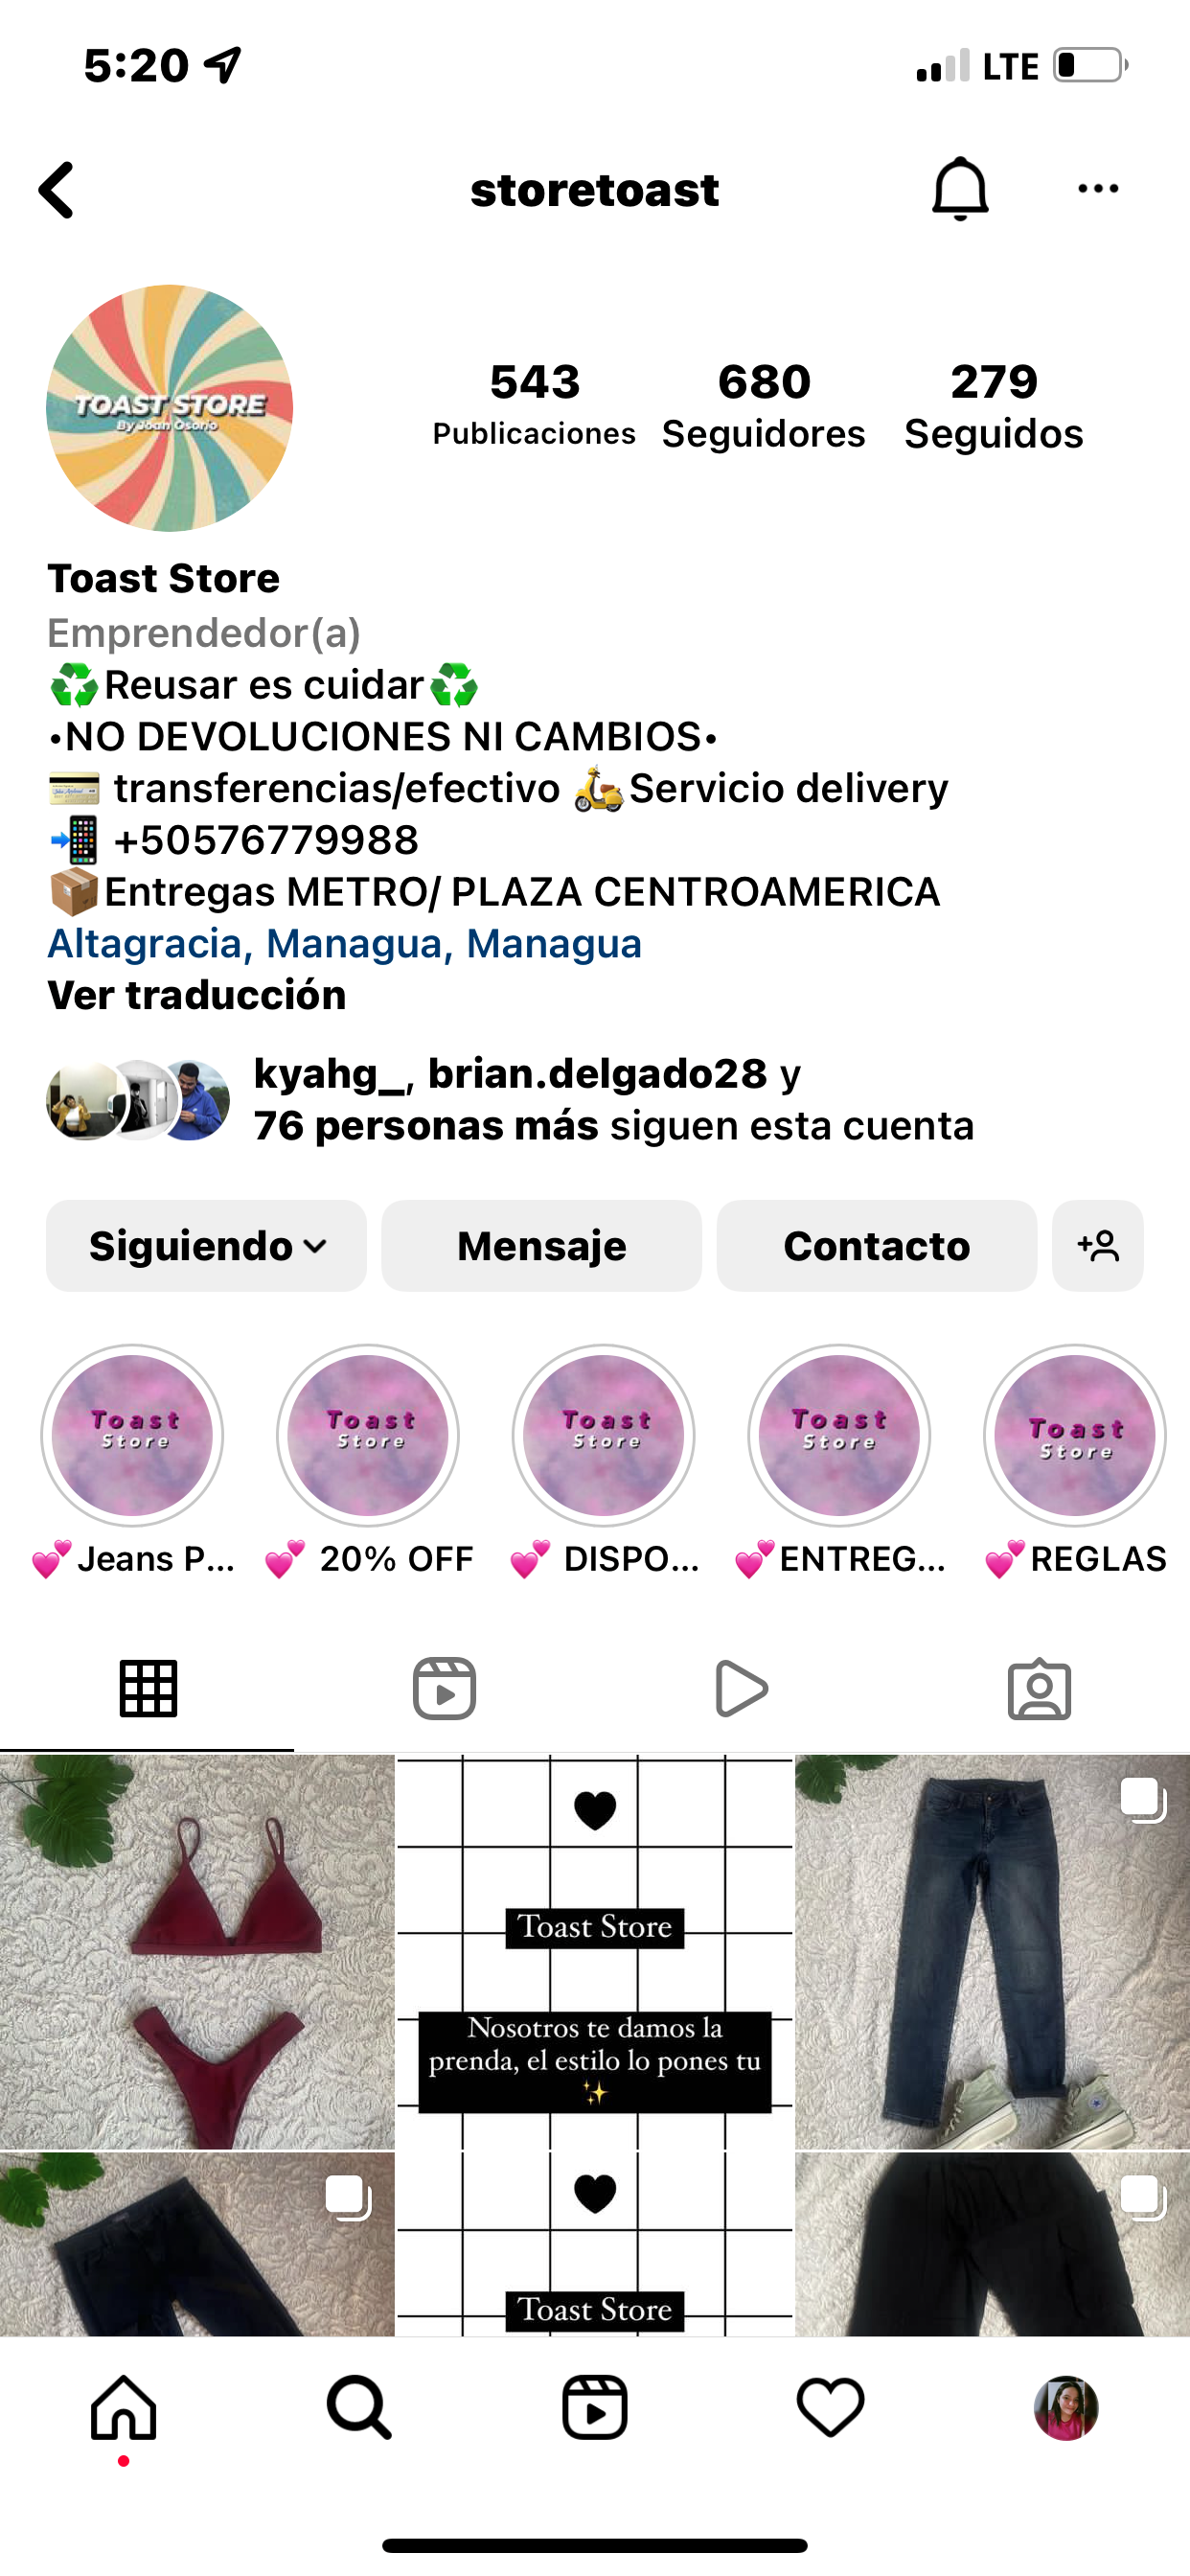 5:20 LTE
storetoast
TOAST STORE
By Joan Osorio
543 680 279
Publicaciones Seguidores Seguidos
Toast Store
Emprendedor(a)
♻️Reusar es cuidar♻️
•NO DEVOLUCIONES NI CAMBIOS•
💳 transferencias/efectivo 🛵Servicio delivery
📲 +50576779988
📦Entregas METRO/ PLAZA CENTROAMERICA
Altagracia, Managua, Managua
Ver traducción
kyahg_, brian.delgado28 y
76 personas más siguen esta cuenta
Siguiendo Mensaje Contacto
Toast Toast Toast Toast Toast
Store Store Store Store Store
💕Jeans P... 💕 20% OFF 💕 DISPO... 💕ENTREG... 💕REGLAS
Toast Store
Nosotros te damos la
prenda, el estilo lo pones tu
✨
Toast Store